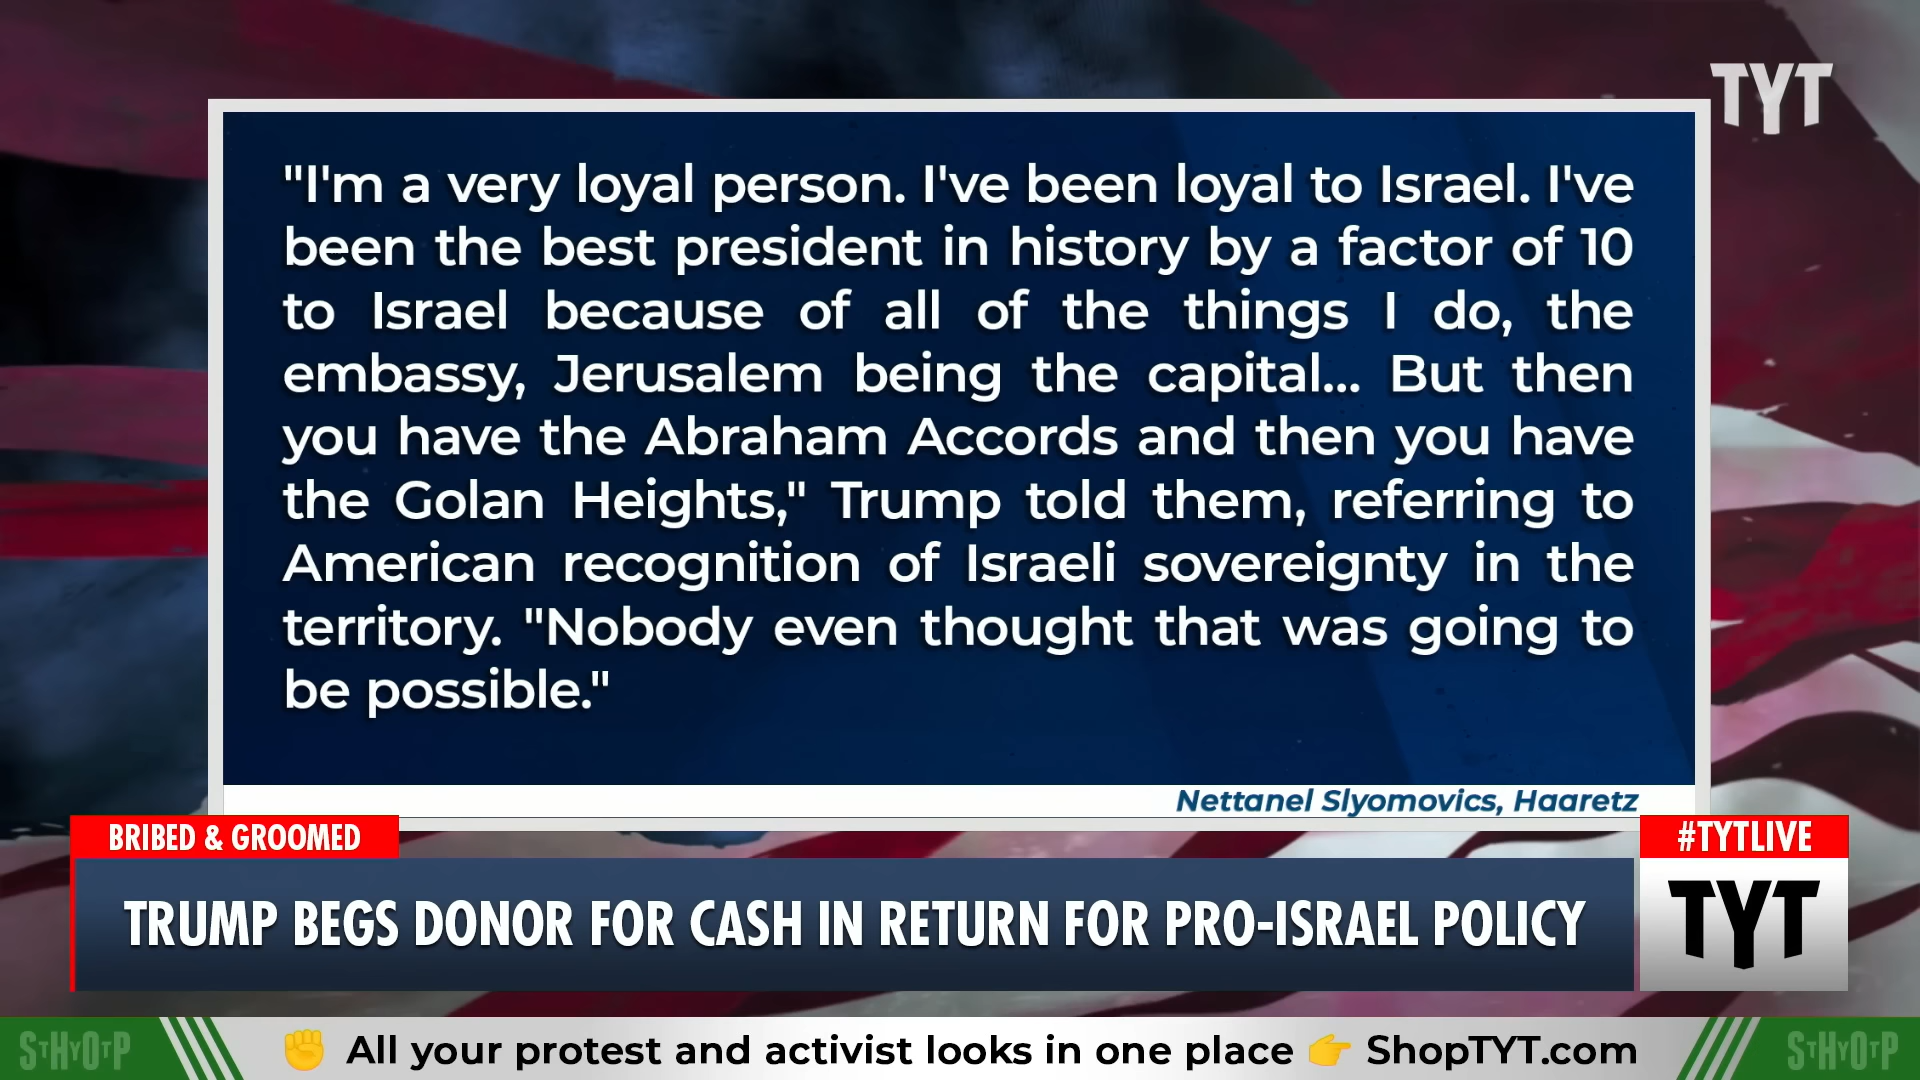 TYT
"I'm a very loyal person. I've been loyal to Israel. I've
been the best president in history by a factor of 10
to Israel because of all of the things I do, the
embassy, Jerusalem being the capital... But then
you have the Abraham Accords and then you have
the Golan Heights," Trump told them, referring to
American recognition of Israeli sovereignty in the
territory. "Nobody even thought that was going to
be possible."
Nettanel Slyomovics, Haaretz
BRIBED & GROOMED
TRUMP BEGS DONOR FOR CASH IN RETURN FOR PRO-ISRAEL POLICY
#TYTLIVE
TYT
STHYOTP
✊ All your protest and activist looks in one place 👉 ShopTYT.com
STHYOTP